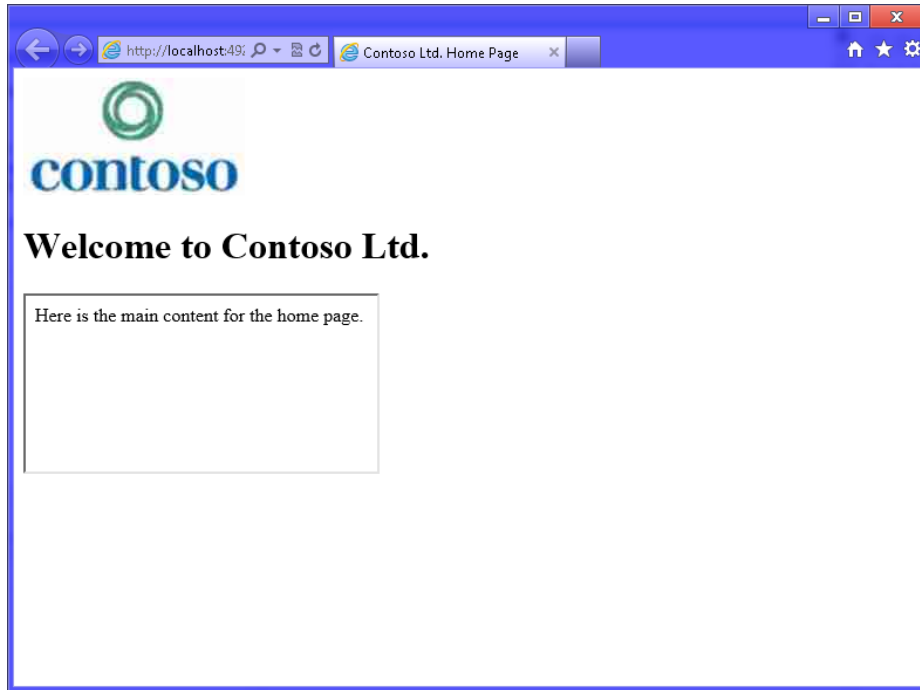 http://localhost:49
Contoso Ltd. Home Page
contoso
Welcome to Contoso Ltd.
Here is the main content for the home page.